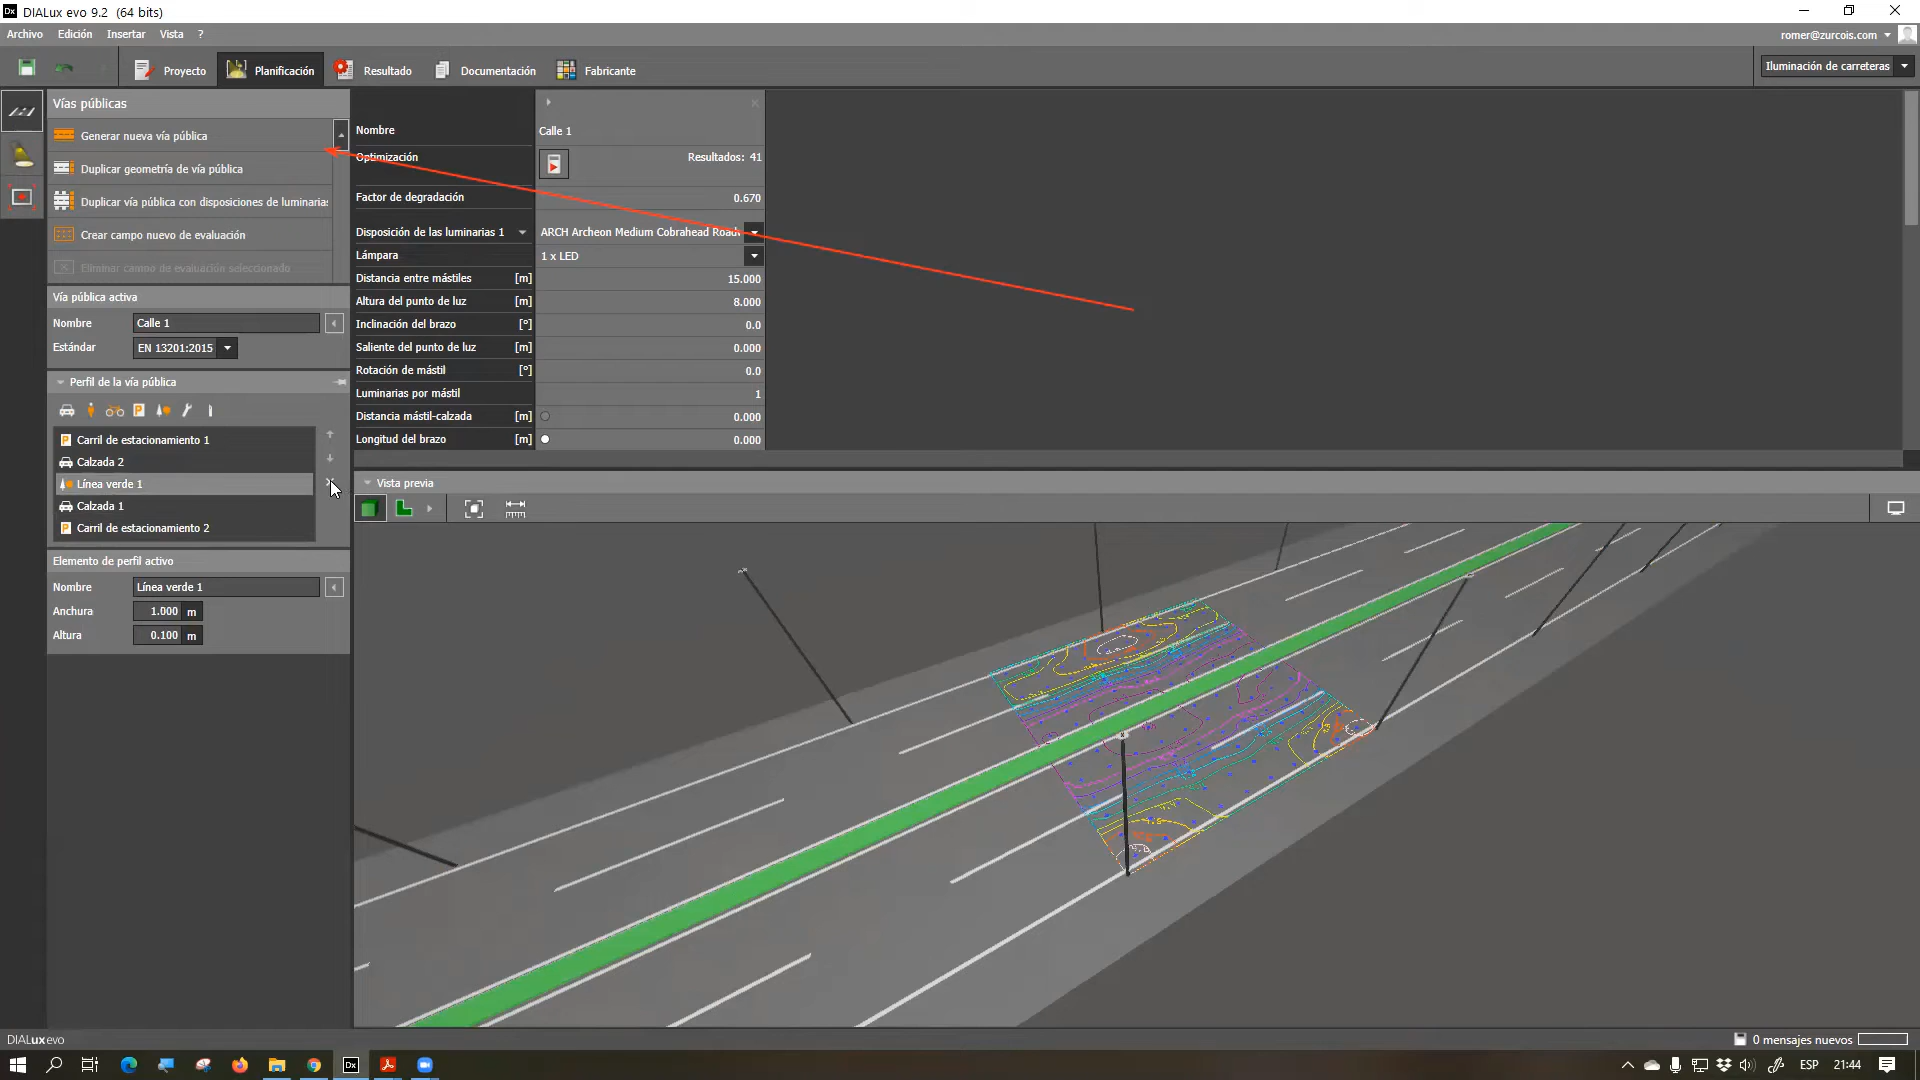 DIALux evo 9.2  (64 bits)
Archivo Edición Insertar Vista ?
romer@zurcois.com
Proyecto Planificación Resultado Documentación Fabricante
Iluminación de carreteras
Vías públicas
Generar nueva vía pública
Duplicar geometría de vía pública
Duplicar vía pública con disposiciones de luminarias
Crear campo nuevo de evaluación
Eliminar campo de evaluación seleccionado
Vía pública activa
Nombre Calle 1
Estándar EN 13201:2015
Perfil de la vía pública
Carril de estacionamiento 1
Calzada 2
Línea verde 1
Calzada 1
Carril de estacionamiento 2
Elemento de perfil activo
Nombre Línea verde 1
Anchura 1.000 m
Altura 0.100 m
Nombre Calle 1
Optimización Resultados: 41
Factor de degradación 0.670
Disposición de las luminarias 1 ARCH Archeon Medium Cobrahead Roadw
Lámpara 1 x LED
Distancia entre mástiles [m] 15.000
Altura del punto de luz [m] 8.000
Inclinación del brazo [°] 0.0
Saliente del punto de luz [m] 0.000
Rotación de mástil [°] 0.0
Luminarias por mástil 1
Distancia mástil-calzada [m] 0.000
Longitud del brazo [m] 0.000
Vista previa
DIALux evo
0 mensajes nuevos
ESP 21:44